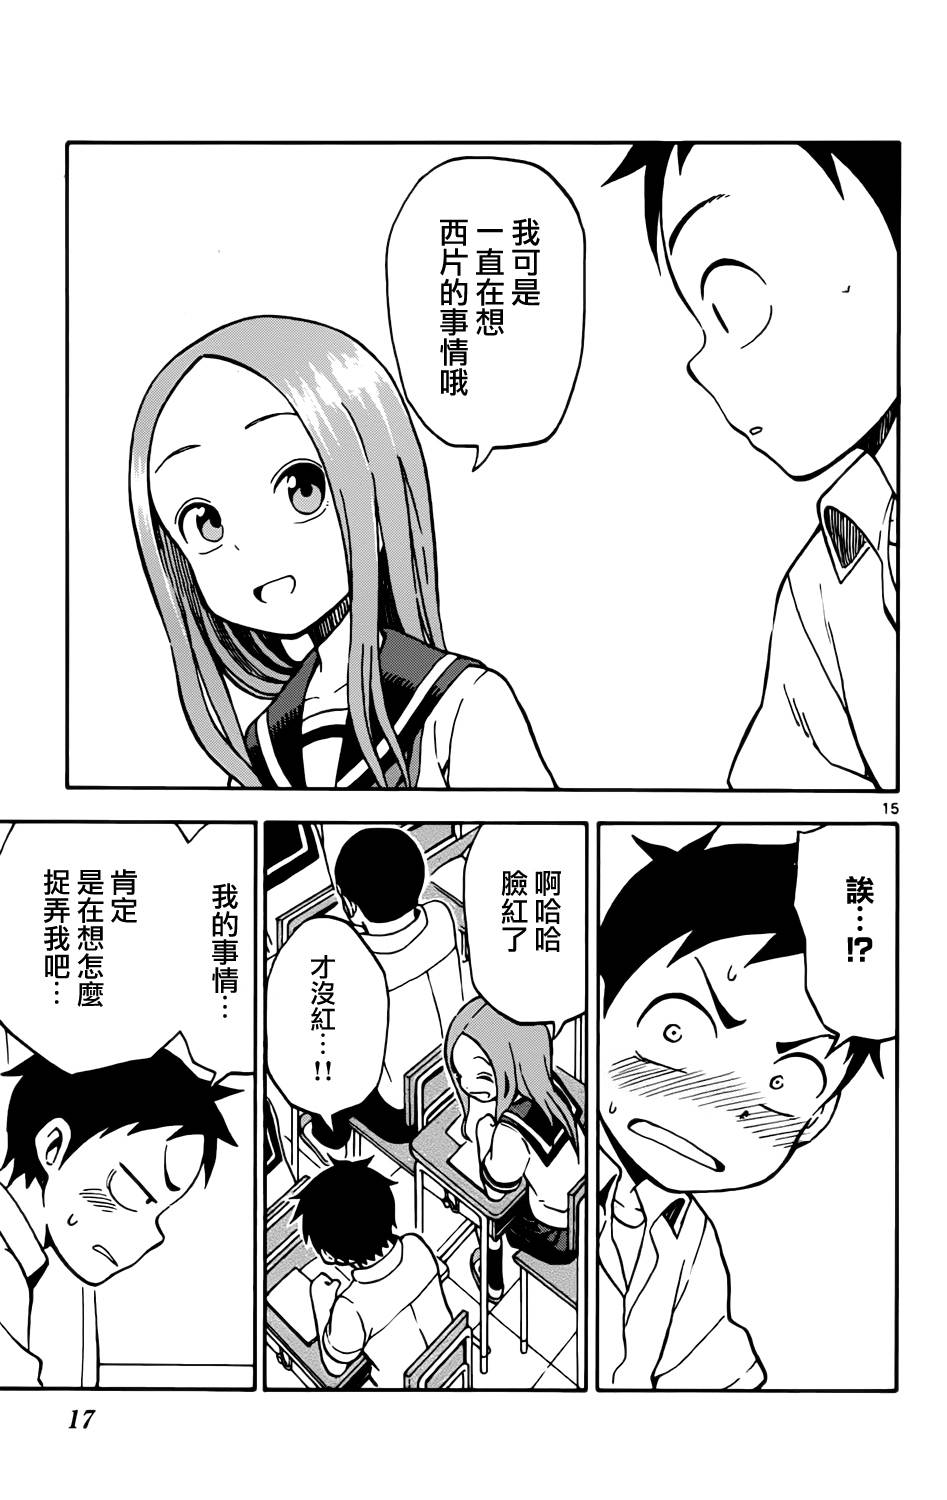 我可是
一直在想
西片的事情哦
15
誒…!?
啊哈哈
臉紅了
才沒紅…!!
我的事情…
肯定
是在想怎麼
捉弄我吧…
17